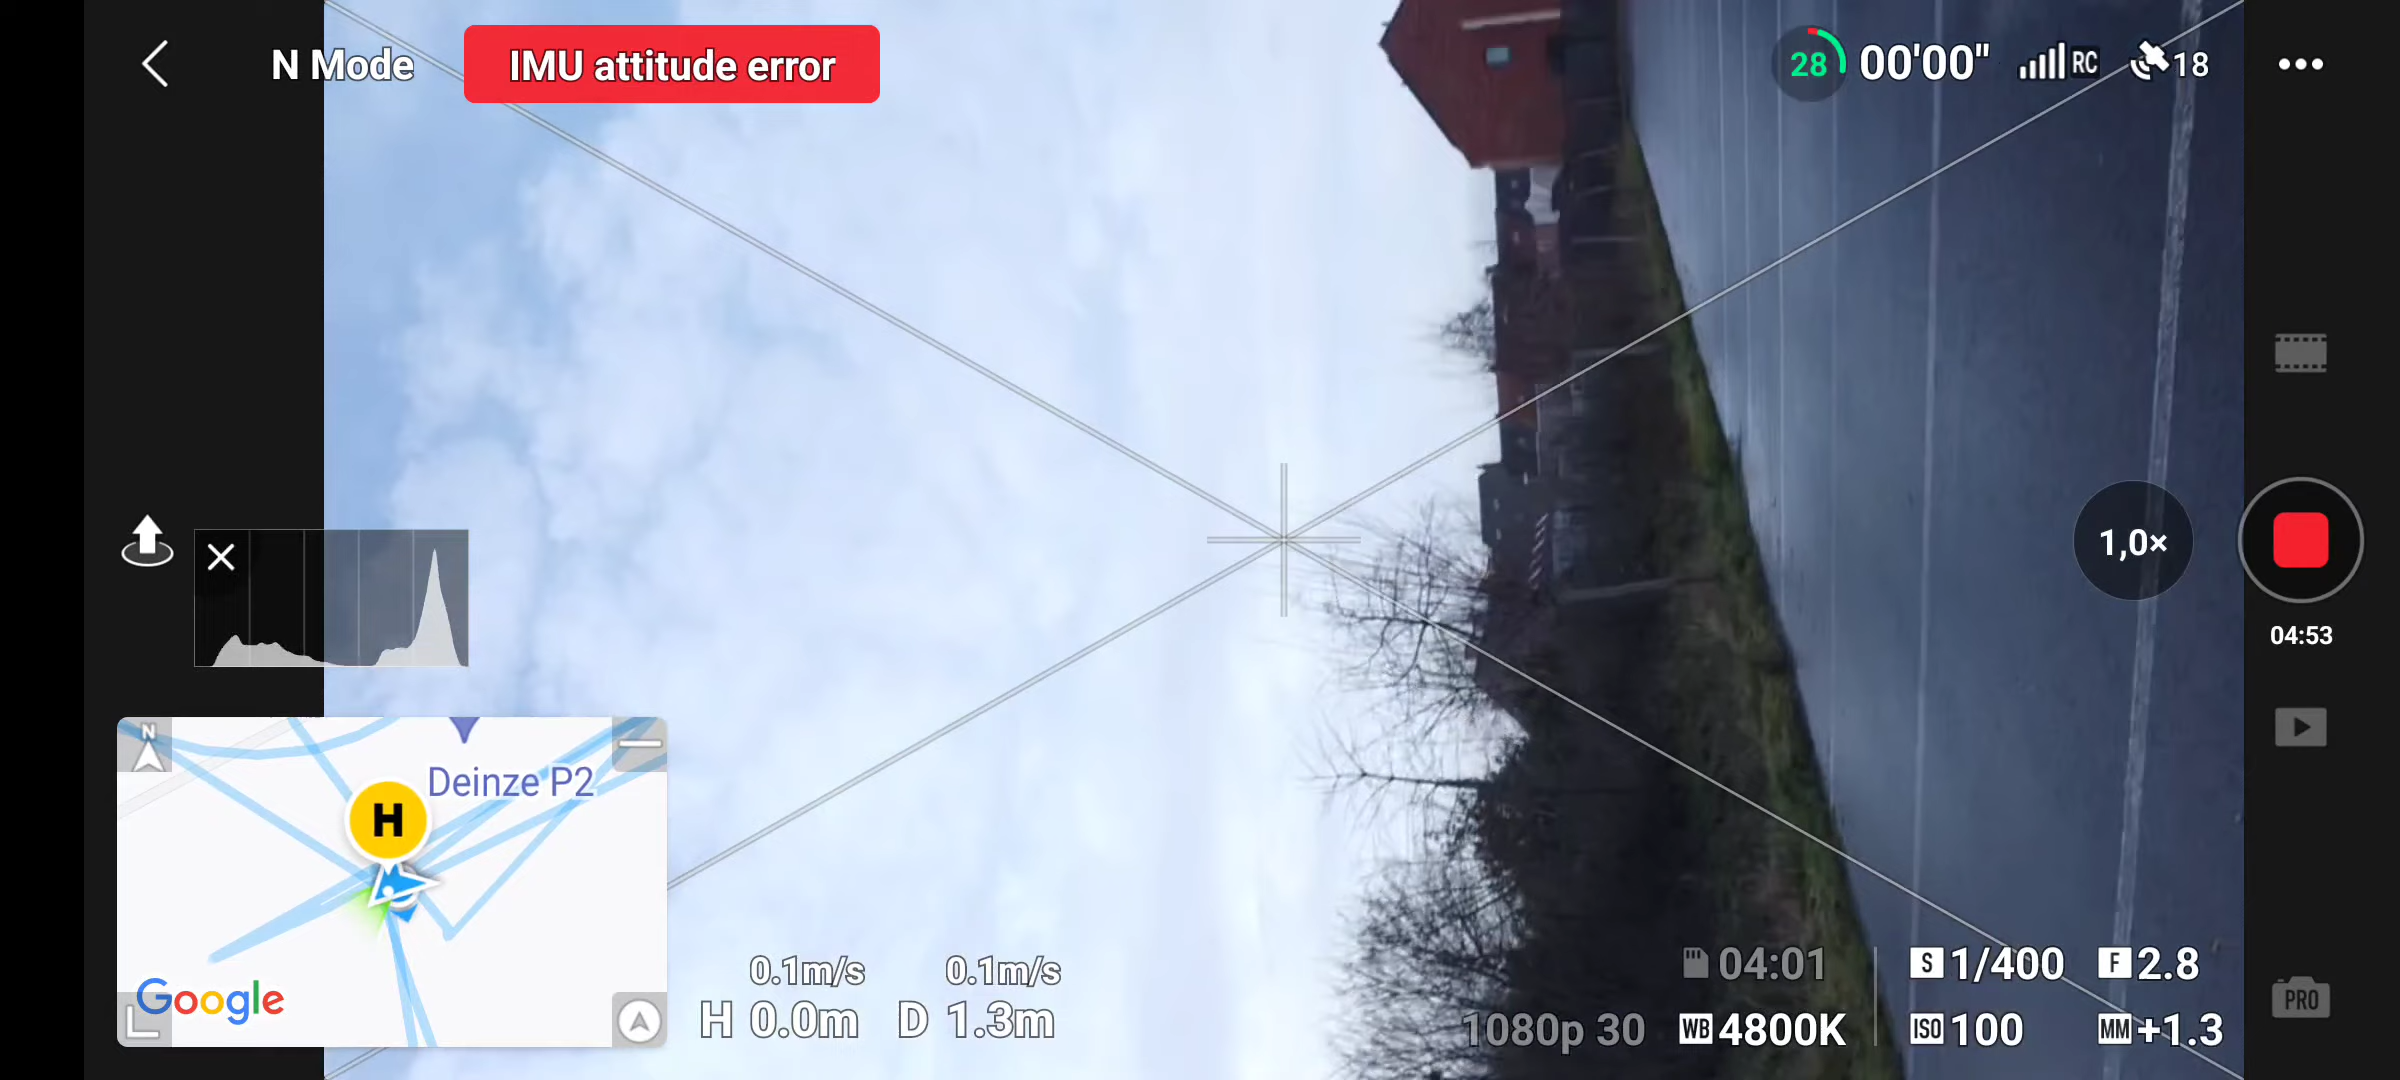 N Mode
IMU attitude error
28
00'00"
RC
18
1,0×
04:53
N
Deinze P2
H
Google
0.1m/s 0.1m/s
H 0.0m D 1.3m
04:01
S 1/400 F 2.8
1080p 30 WB 4800K ISO 100 MM +1.3
PRO